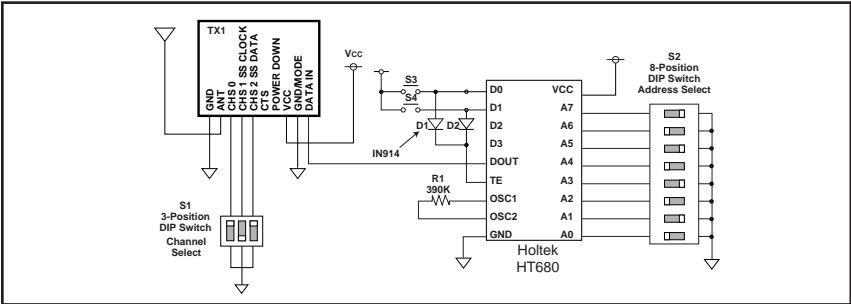 TX1
GND
ANT
CHS 0
CHS 1 SS CLOCK
CHS 2 SS DATA
CTS
POWER DOWN
VCC
GND/MODE
DATA IN
VCC
S1
3-Position
DIP Switch
Channel
Select
S3
S4
D1 D2
IN914
R1
390K
D0
D1
D2
D3
DOUT
TE
OSC1
OSC2
GND
VCC
A7
A6
A5
A4
A3
A2
A1
A0
Holtek
HT680
S2
8-Position
DIP Switch
Address Select